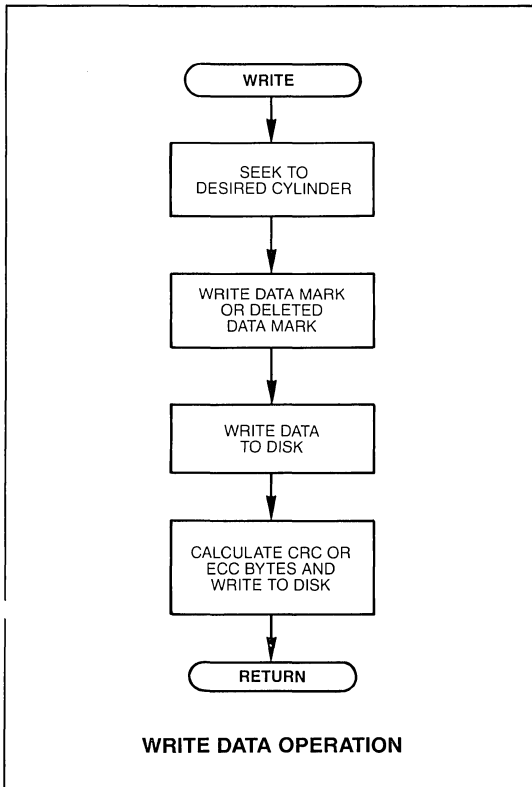 WRITE
SEEK TO
DESIRED CYLINDER
WRITE DATA MARK
OR DELETED
DATA MARK
WRITE DATA
TO DISK
CALCULATE CRC OR
ECC BYTES AND
WRITE TO DISK
RETURN
WRITE DATA OPERATION